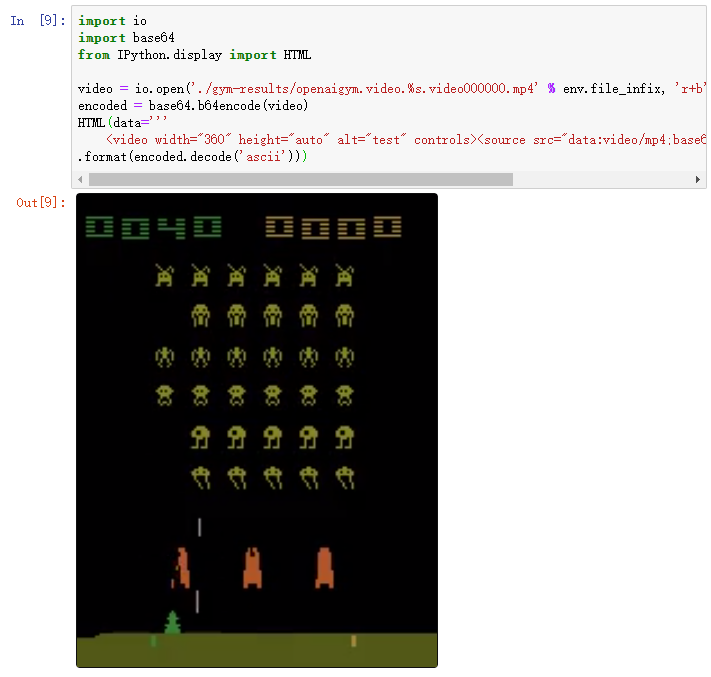 In [9]:
import io
import base64
from IPython.display import HTML
video = io.open('./gym-results/openaigym.video.%s.video000000.mp4' % env.file_infix, 'r+b'
encoded = base64.b64encode(video)
HTML(data='''
<video width="360" height="auto" alt="test" controls><source src="data:video/mp4;base6
.format(encoded.decode('ascii')))
Out[9]:
0040 0000